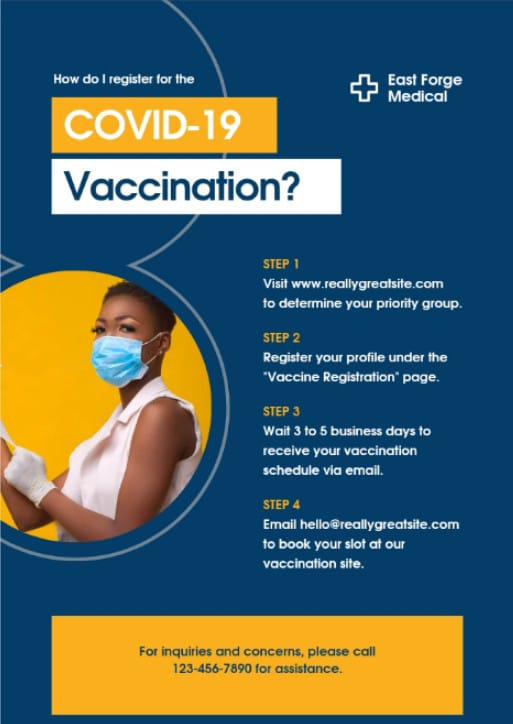 How do I register for the
COVID-19
Vaccination?
East Forge
Medical
STEP 1
Visit www.reallygreatsite.com
to determine your priority group.
STEP 2
Register your profile under the
"Vaccine Registration" page.
STEP 3
Wait 3 to 5 business days to
receive your vaccination
schedule via email.
STEP 4
Email hello@reallygreatsite.com
to book your slot at our
vaccination site.
For inquiries and concerns, please call
123-456-7890 for assistance.